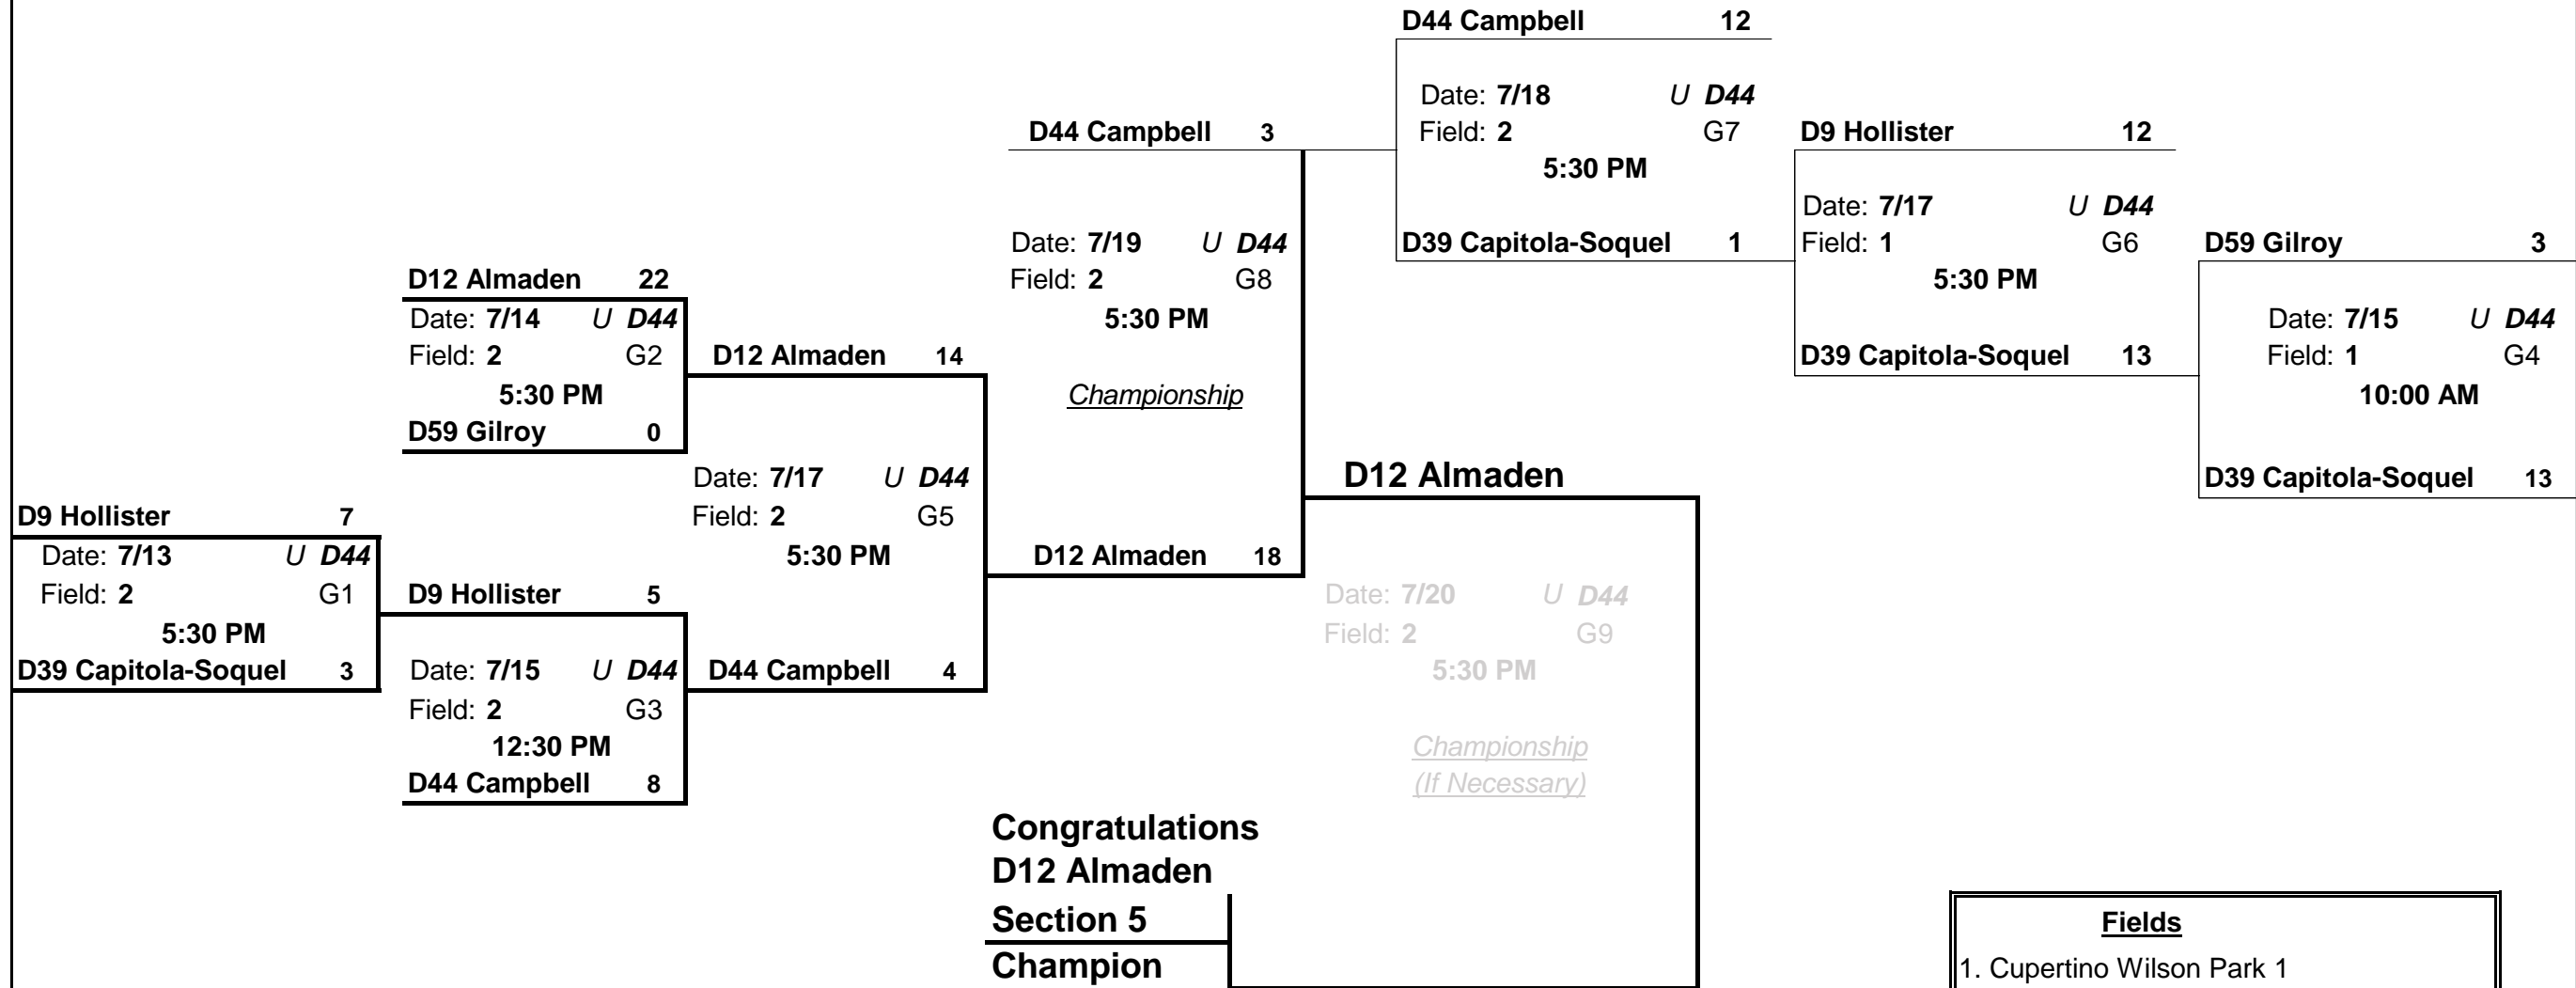 D44 Campbell 12
Date: 7/18 U D44
D44 Campbell 3 Field: 2 G7 D9 Hollister 12
5:30 PM
Date: 7/17 U D44
Date: 7/19 U D44 D39 Capitola-Soquel 1 Field: 1 G6 D59 Gilroy 3
D12 Almaden 22 Field: 2 G8 5:30 PM
Date: 7/14 U D44 5:30 PM Date: 7/15 U D44
Field: 2 G2 D12 Almaden 14 D39 Capitola-Soquel 13 Field: 1 G4
5:30 PM Championship 10:00 AM
D59 Gilroy 0
Date: 7/17 U D44 D12 Almaden D39 Capitola-Soquel 13
D9 Hollister 7 Field: 2 G5
Date: 7/13 U D44 5:30 PM D12 Almaden 18
Field: 2 G1 D9 Hollister 5 Date: 7/20 U D44
5:30 PM Field: 2 G9
D39 Capitola-Soquel 3 Date: 7/15 U D44 D44 Campbell 4 5:30 PM
Field: 2 G3
12:30 PM Championship
D44 Campbell 8 (If Necessary)
Congratulations
D12 Almaden
Section 5 Fields
Champion 1. Cupertino Wilson Park 1